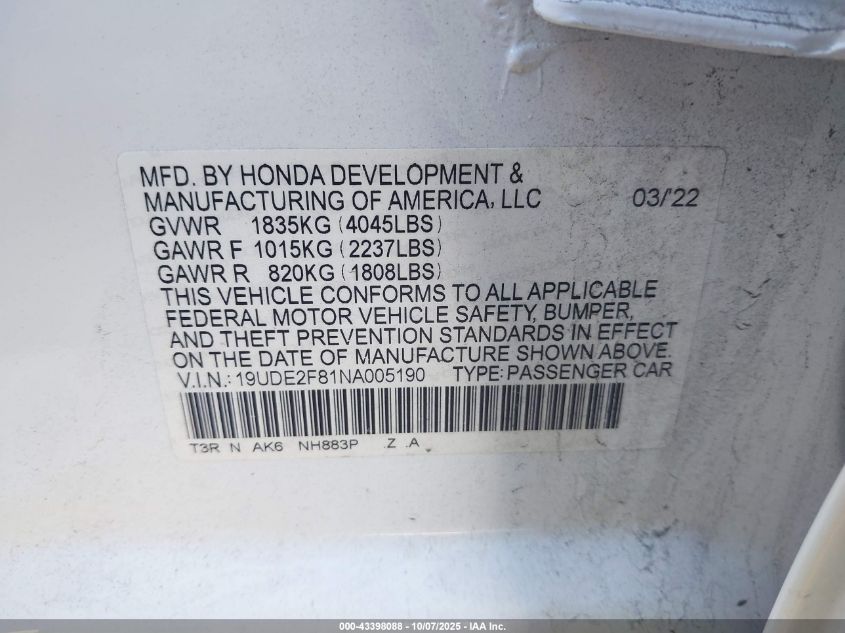 MFD. BY HONDA DEVELOPMENT &
MANUFACTURING OF AMERICA, LLC 03/'22
GVWR 1835KG (4045LBS)
GAWR F 1015KG (2237LBS)
GAWR R 820KG (1808LBS)
THIS VEHICLE CONFORMS TO ALL APPLICABLE
FEDERAL MOTOR VEHICLE SAFETY, BUMPER,
AND THEFT PREVENTION STANDARDS IN EFFECT
ON THE DATE OF MANUFACTURE SHOWN ABOVE.
V.I.N.: 19UDE2F81NA005190 TYPE: PASSENGER CAR
T3R N AK6 NH883P .Z .A
000-43398088 - 10/07/2025 - IAA Inc.